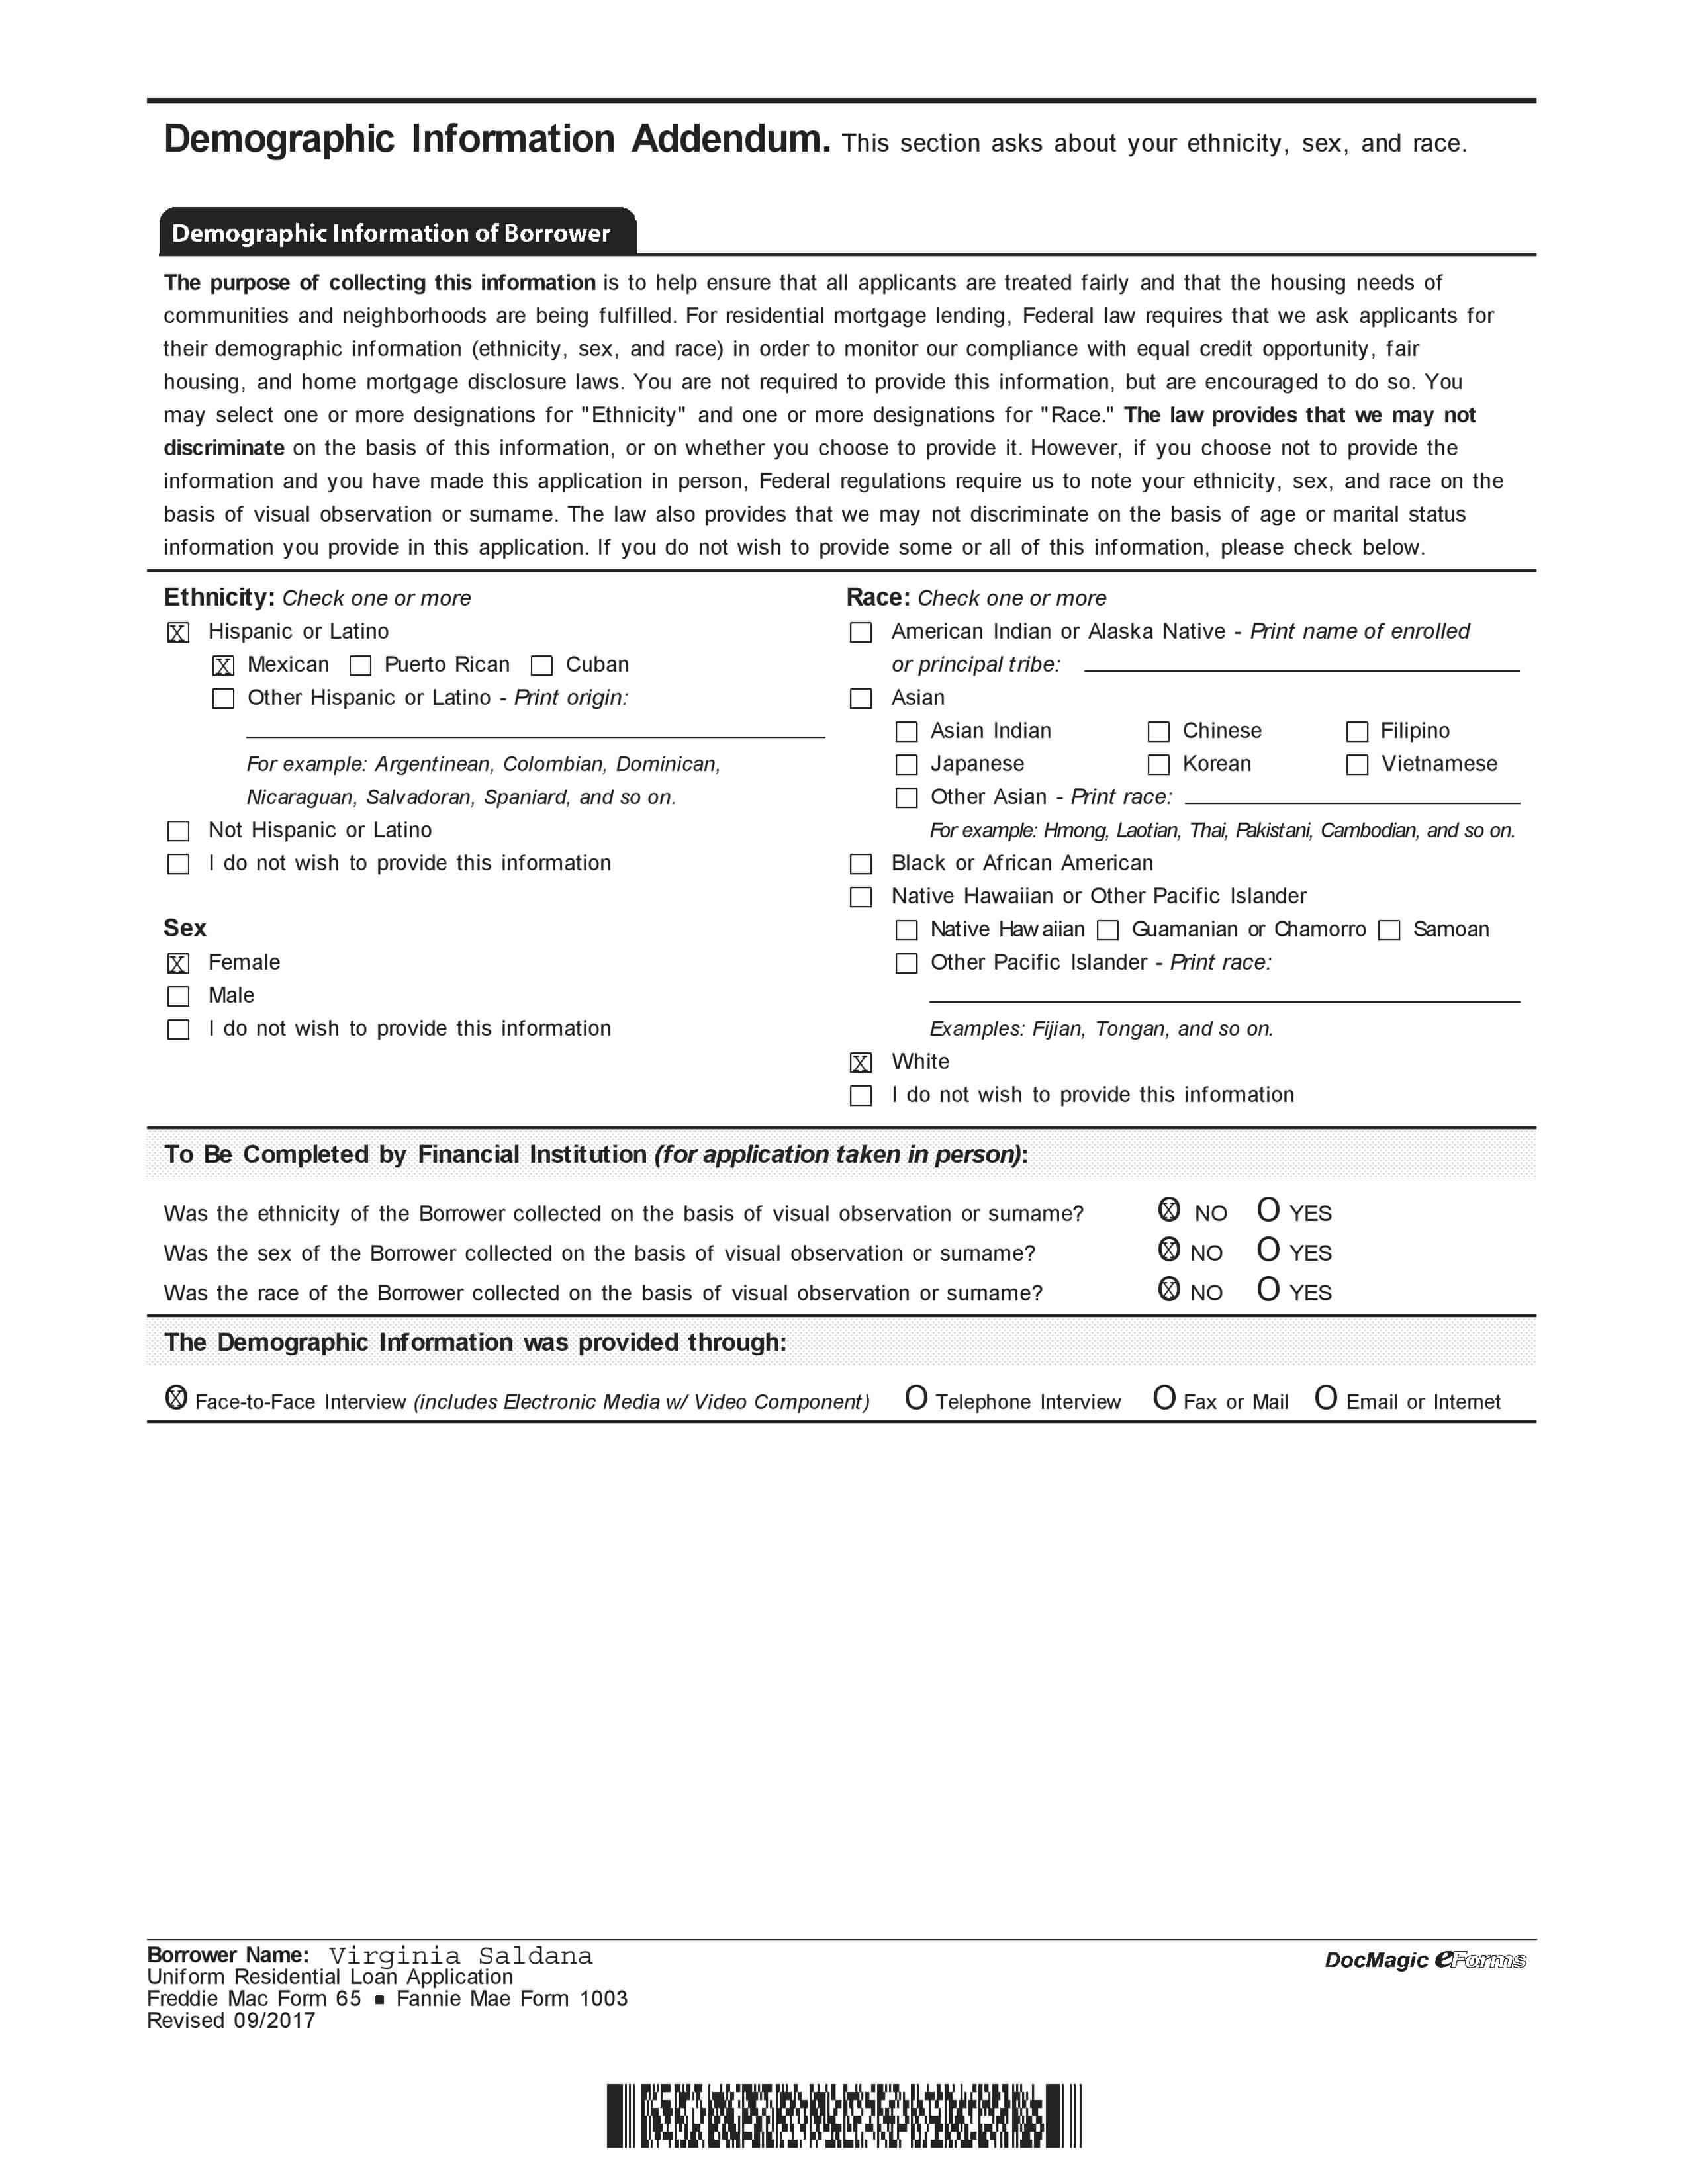 Demographic Information Addendum. This section asks about your ethnicity, sex, and race.
Demographic Information of Borrower
The purpose of collecting this information is to help ensure that all applicants are treated fairly and that the housing needs of
communities and neighborhoods are being fulfilled. For residential mortgage lending, Federal law requires that we ask applicants for
their demographic information (ethnicity, sex, and race) in order to monitor our compliance with equal credit opportunity, fair
housing, and home mortgage disclosure laws. You are not required to provide this information, but are encouraged to do so. You
may select one or more designations for "Ethnicity" and one or more designations for "Race." The law provides that we may not
discriminate on the basis of this information, or on whether you choose to provide it. However, if you choose not to provide the
information and you have made this application in person, Federal regulations require us to note your ethnicity, sex, and race on the
basis of visual observation or surname. The law also provides that we may not discriminate on the basis of age or marital status
information you provide in this application. If you do not wish to provide some or all of this information, please check below.
Ethnicity: Check one or more
X Hispanic or Latino
X Mexican Puerto Rican Cuban
Other Hispanic or Latino - Print origin:
For example: Argentinean, Colombian, Dominican,
Nicaraguan, Salvadoran, Spaniard, and so on.
Not Hispanic or Latino
I do not wish to provide this information
Sex
X Female
Male
I do not wish to provide this information
Race: Check one or more
American Indian or Alaska Native - Print name of enrolled
or principal tribe:
Asian
Asian Indian Chinese Filipino
Japanese Korean Vietnamese
Other Asian - Print race:
For example: Hmong, Laotian, Thai, Pakistani, Cambodian, and so on.
Black or African American
Native Hawaiian or Other Pacific Islander
Native Hawaiian Guamanian or Chamorro Samoan
Other Pacific Islander - Print race:
Examples: Fijian, Tongan, and so on.
X White
I do not wish to provide this information
To Be Completed by Financial Institution (for application taken in person):
Was the ethnicity of the Borrower collected on the basis of visual observation or surname? X NO O YES
Was the sex of the Borrower collected on the basis of visual observation or surname? X NO O YES
Was the race of the Borrower collected on the basis of visual observation or surname? X NO O YES
The Demographic Information was provided through:
X Face-to-Face Interview (includes Electronic Media w/ Video Component) O Telephone Interview O Fax or Mail O Email or Internet
Borrower Name: Virginia Saldana
Uniform Residential Loan Application
Freddie Mac Form 65 ▪ Fannie Mae Form 1003
Revised 09/2017
DocMagic eForms